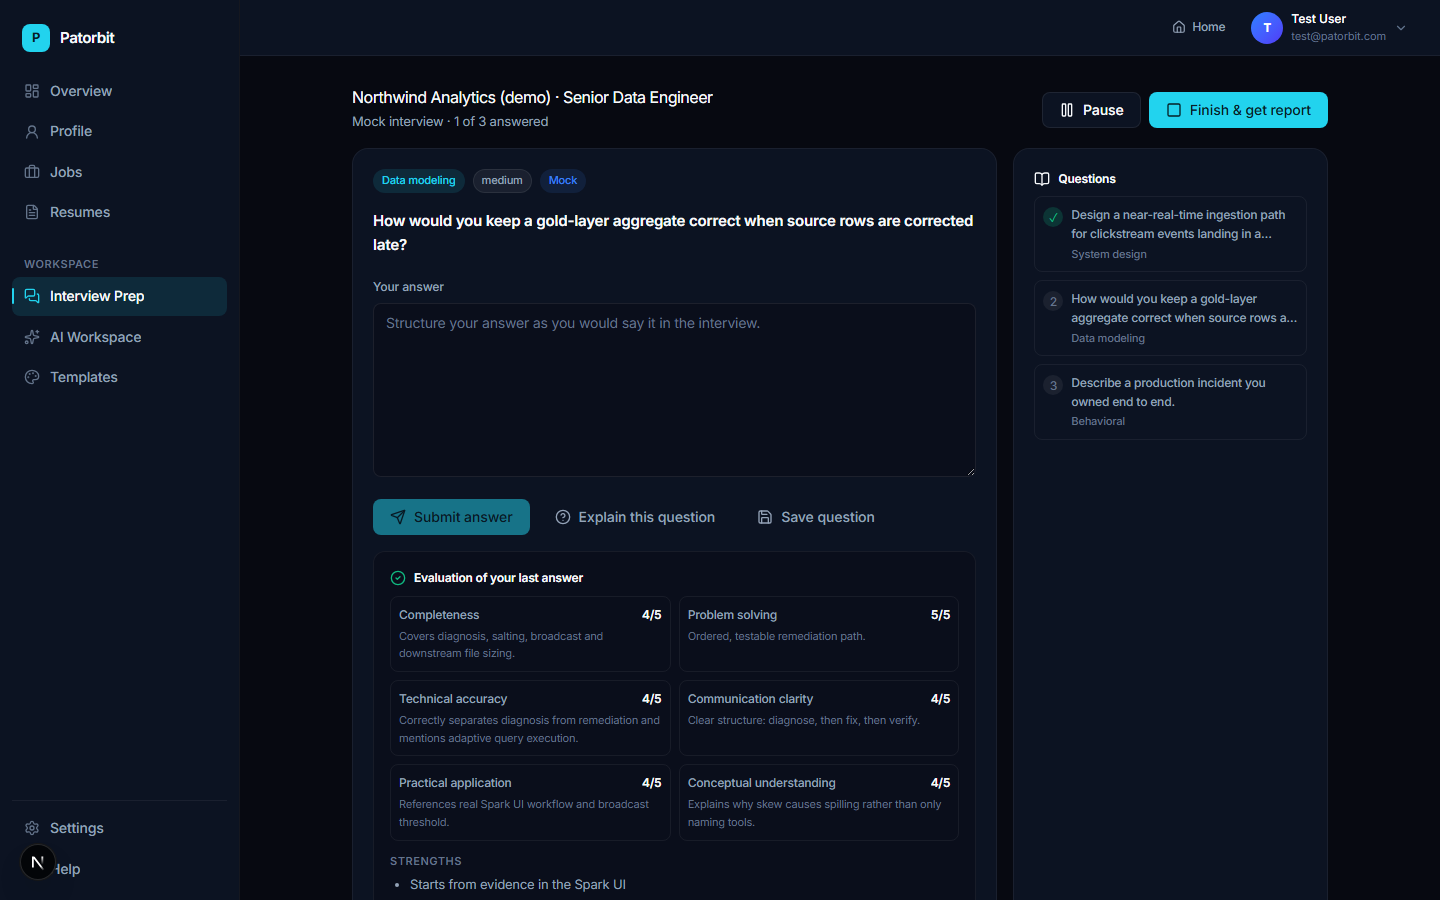 P Patorbit
Overview
Profile
Jobs
Resumes
WORKSPACE
Interview Prep
AI Workspace
Templates
Settings
N
Help
Home
T
Test User
test@patorbit.com
Northwind Analytics (demo) · Senior Data Engineer
Mock interview · 1 of 3 answered
Pause
Finish & get report
Data modeling medium Mock
How would you keep a gold-layer aggregate correct when source rows are corrected
late?
Your answer
Structure your answer as you would say it in the interview.
Submit answer
Explain this question
Save question
Evaluation of your last answer
Completeness 4/5
Covers diagnosis, salting, broadcast and
downstream file sizing.
Problem solving 5/5
Ordered, testable remediation path.
Technical accuracy 4/5
Correctly separates diagnosis from remediation and
mentions adaptive query execution.
Communication clarity 4/5
Clear structure: diagnose, then fix, then verify.
Practical application 4/5
References real Spark UI workflow and broadcast
threshold.
Conceptual understanding 4/5
Explains why skew causes spilling rather than only
naming tools.
STRENGTHS
• Starts from evidence in the Spark UI
Questions
✓ Design a near-real-time ingestion path
for clickstream events landing in a...
System design
2 How would you keep a gold-layer
aggregate correct when source rows a...
Data modeling
3 Describe a production incident you
owned end to end.
Behavioral